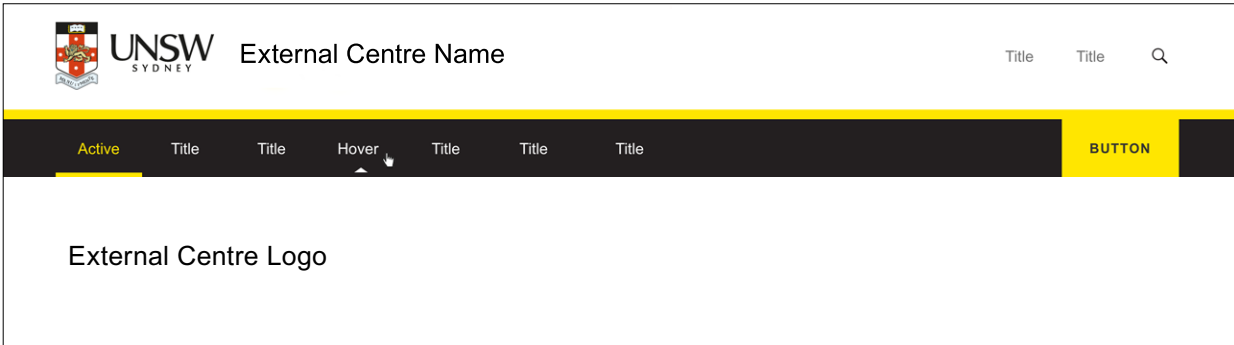 UNSW
SYDNEY
External Centre Name
Title
Title
Active
Title
Title
Hover
Title
Title
Title
BUTTON
External Centre Logo